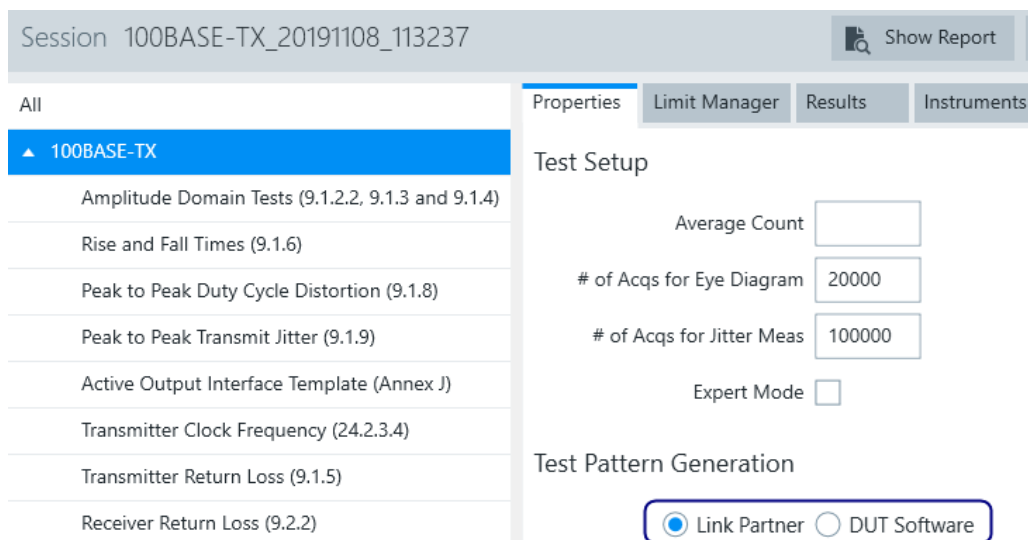 Session 100BASE-TX_20191108_113237
Show Report
All
100BASE-TX
Amplitude Domain Tests (9.1.2.2, 9.1.3 and 9.1.4)
Rise and Fall Times (9.1.6)
Peak to Peak Duty Cycle Distortion (9.1.8)
Peak to Peak Transmit Jitter (9.1.9)
Active Output Interface Template (Annex J)
Transmitter Clock Frequency (24.2.3.4)
Transmitter Return Loss (9.1.5)
Receiver Return Loss (9.2.2)
Properties Limit Manager Results Instruments
Test Setup
Average Count
# of Acqs for Eye Diagram 20000
# of Acqs for Jitter Meas 100000
Expert Mode
Test Pattern Generation
Link Partner DUT Software